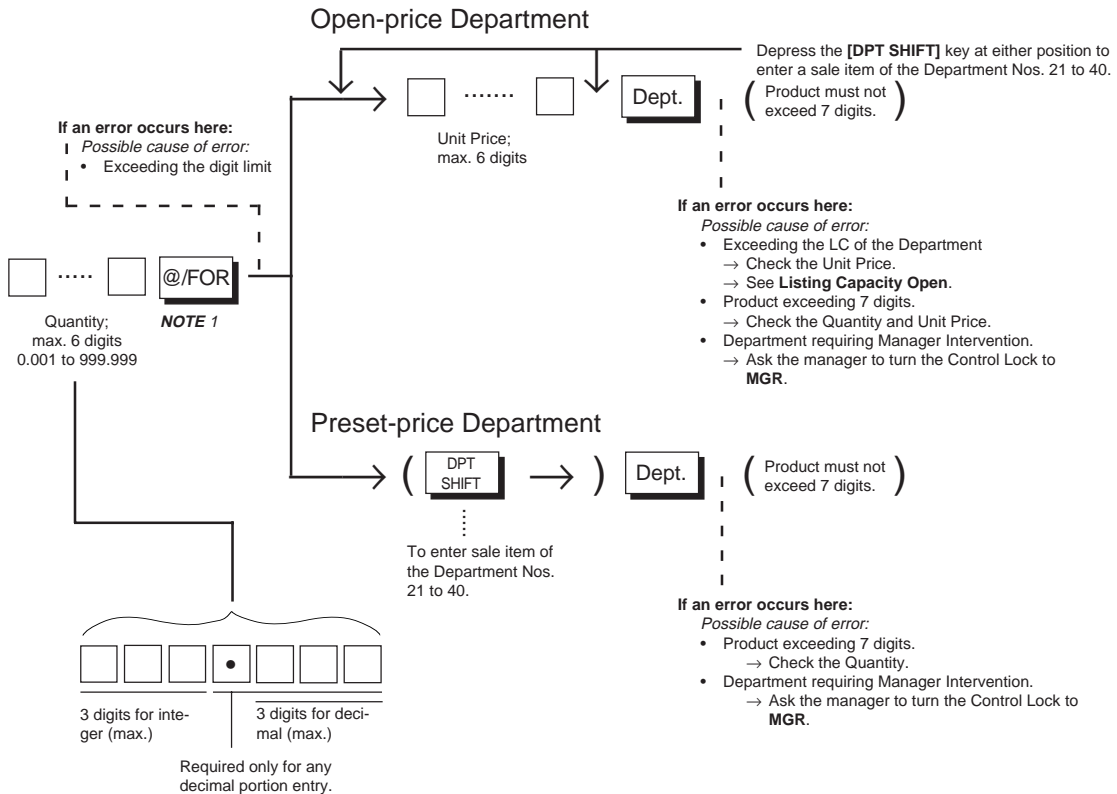 Open-price Department
Depress the [DPT SHIFT] key at either position to
enter a sale item of the Department Nos. 21 to 40.
.......
Dept.
( Product must not
exceed 7 digits. )
Unit Price;
max. 6 digits
If an error occurs here:
Possible cause of error:
• Exceeding the digit limit
If an error occurs here:
Possible cause of error:
• Exceeding the LC of the Department
→ Check the Unit Price.
→ See Listing Capacity Open.
• Product exceeding 7 digits.
→ Check the Quantity and Unit Price.
• Department requiring Manager Intervention.
→ Ask the manager to turn the Control Lock to
MGR.
.....
@/FOR
Quantity;
max. 6 digits
0.001 to 999.999
NOTE 1
Preset-price Department
( DPT
SHIFT → )
Dept.
( Product must not
exceed 7 digits. )
To enter sale item of
the Department Nos.
21 to 40.
If an error occurs here:
Possible cause of error:
• Product exceeding 7 digits.
→ Check the Quantity.
• Department requiring Manager Intervention.
→ Ask the manager to turn the Control Lock to
MGR.
•
3 digits for inte-
ger (max.)
3 digits for deci-
mal (max.)
Required only for any
decimal portion entry.